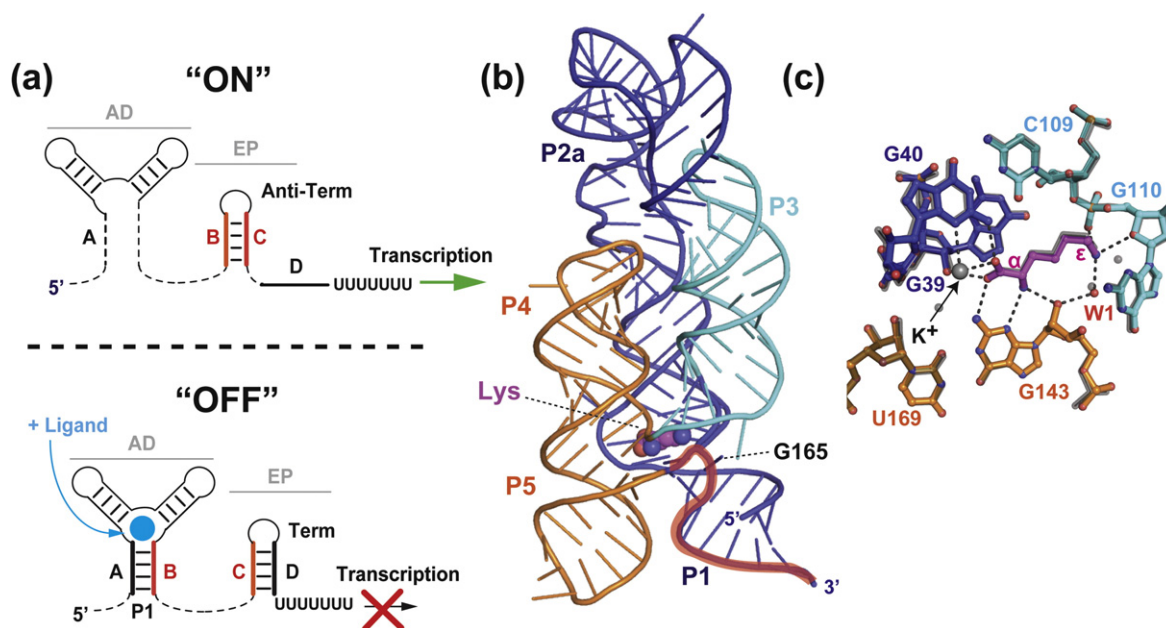 (a)
"ON"
AD
EP
Anti-Term
A
B
C
D
Transcription
5'
UUUUUUU
"OFF"
+ Ligand
AD
EP
Term
A
B
C
D
Transcription
5'
P1
UUUUUUU
(b)
P2a
P3
P4
Lys
G165
P5
5'
P1
3'
(c)
C109
G40
G110
α
ε
G39
W1
K+
G143
U169